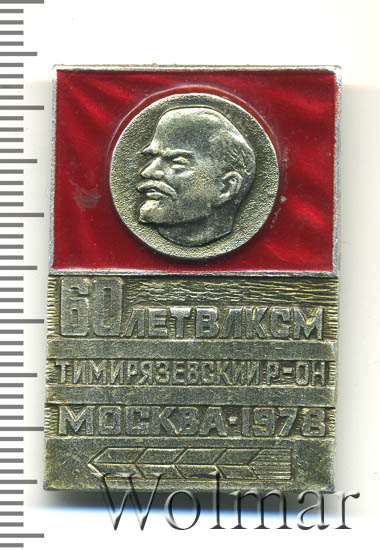 60 ЛЕТ ВЛКСМ
ТИМИРЯЗЕВСКИЙ Р-ОН
МОСКВА·1978
Wolmar